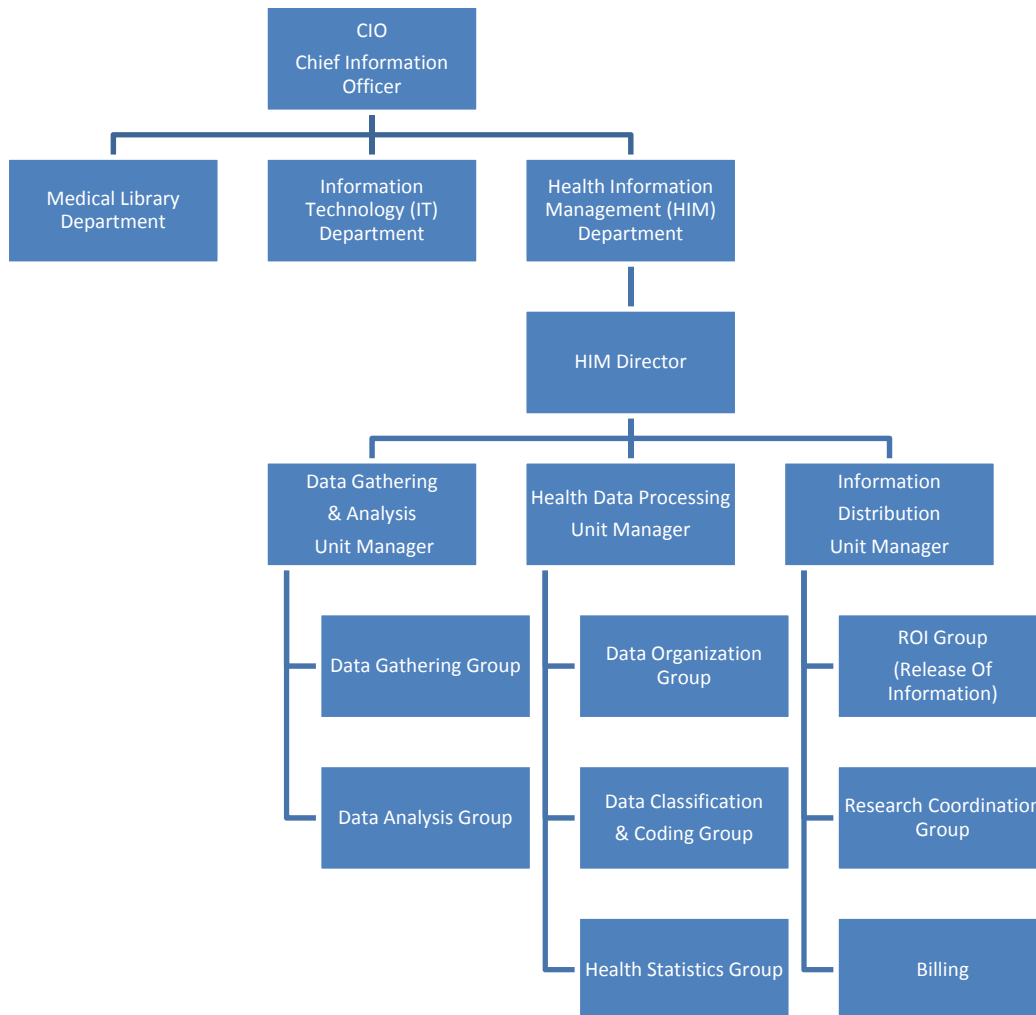 CIO
Chief Information
Officer
Medical Library
Department
Information
Technology (IT)
Department
Health Information
Management (HIM)
Department
HIM Director
Data Gathering
& Analysis
Unit Manager
Health Data Processing
Unit Manager
Information
Distribution
Unit Manager
Data Gathering Group
Data Organization
Group
ROI Group
(Release Of
Information)
Data Analysis Group
Data Classification
& Coding Group
Research Coordination
Group
Health Statistics Group
Billing